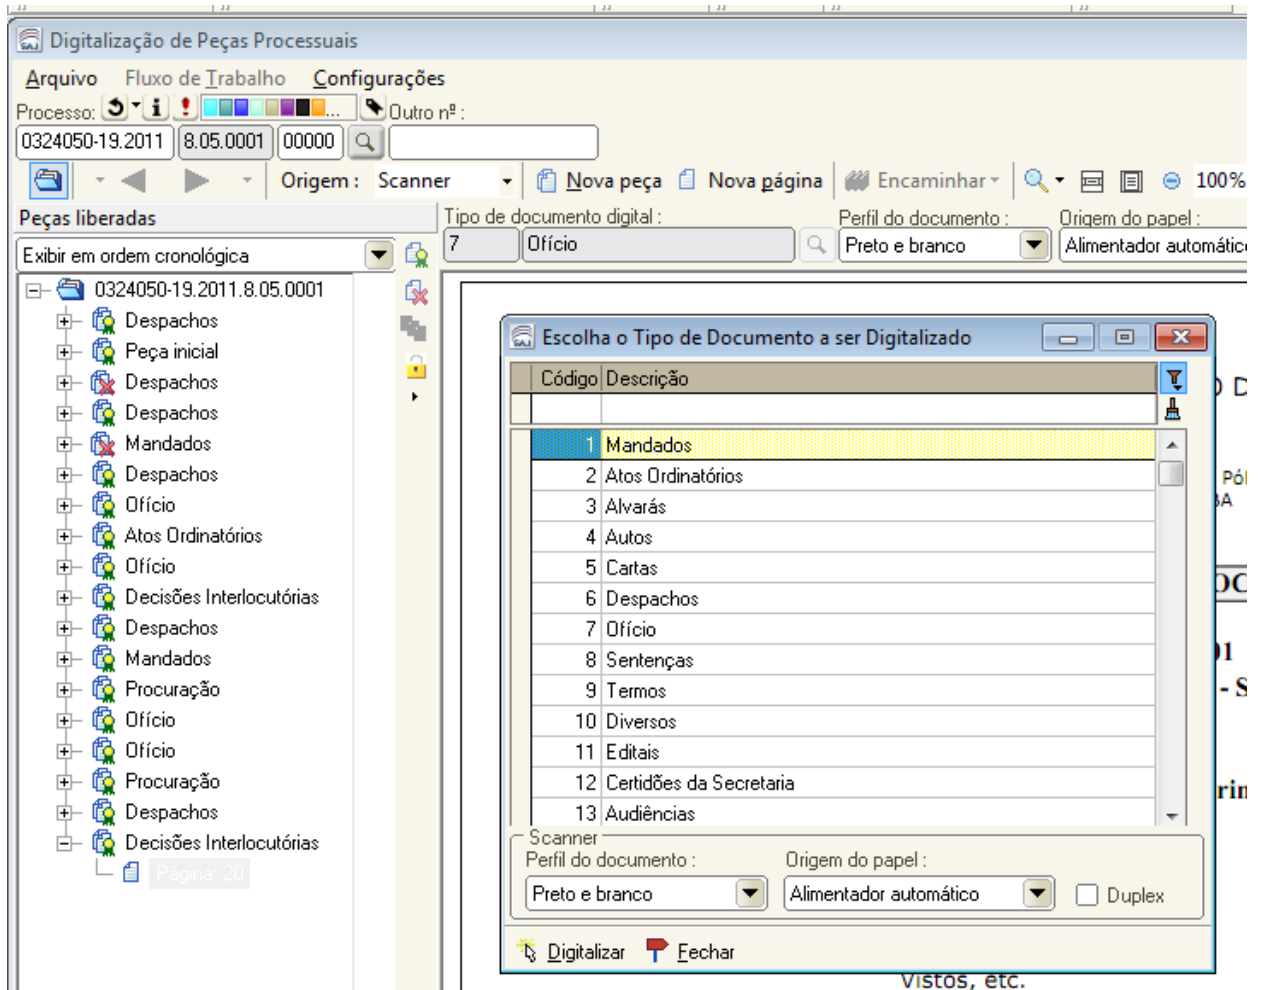 Digitalização de Peças Processuais
Arquivo Fluxo de Trabalho Configurações
Processo: ... Outro nº :
0324050-19.2011 8.05.0001 00000
Origem : Scanner Nova peça Nova página Encaminhar 100%
Peças liberadas
Tipo de documento digital : Perfil do documento : Origem do papel :
Exibir em ordem cronológica
7 Ofício Preto e branco Alimentador automátic
0324050-19.2011.8.05.0001
Despachos
Peça inicial
Despachos
Despachos
Mandados
Despachos
Ofício
Atos Ordinatórios
Ofício
Decisões Interlocutórias
Despachos
Mandados
Procuração
Ofício
Ofício
Procuração
Despachos
Decisões Interlocutórias
Página: 20
SAJ Escolha o Tipo de Documento a ser Digitalizado
Código Descrição
1 Mandados
2 Atos Ordinatórios
3 Alvarás
4 Autos
5 Cartas
6 Despachos
7 Ofício
8 Sentenças
9 Termos
10 Diversos
11 Editais
12 Certidões da Secretaria
13 Audiências
Scanner
Perfil do documento : Origem do papel :
Preto e branco Alimentador automático Duplex
Digitalizar Fechar
Vistos, etc.